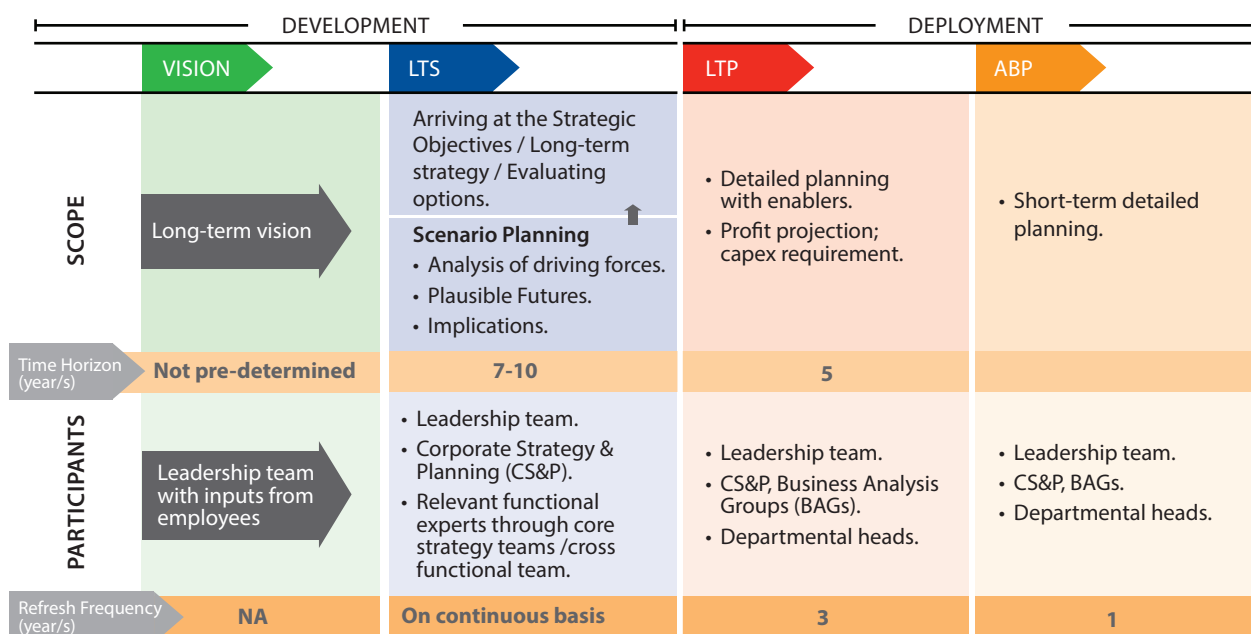 DEVELOPMENT
DEPLOYMENT
VISION
LTS
LTP
ABP
SCOPE
Long-term vision
Arriving at the Strategic
Objectives / Long-term
strategy / Evaluating
options.
Scenario Planning
• Analysis of driving forces.
• Plausible Futures.
• Implications.
• Detailed planning
with enablers.
• Profit projection;
capex requirement.
• Short-term detailed
planning.
Time Horizon
(year/s)
Not pre-determined
7-10
5
PARTICIPANTS
Leadership team
with inputs from
employees
• Leadership team.
• Corporate Strategy &
Planning (CS&P).
• Relevant functional
experts through core
strategy teams /cross
functional team.
• Leadership team.
• CS&P, Business Analysis
Groups (BAGs).
• Departmental heads.
• Leadership team.
• CS&P, BAGs.
• Departmental heads.
Refresh Frequency
(year/s)
NA
On continuous basis
3
1